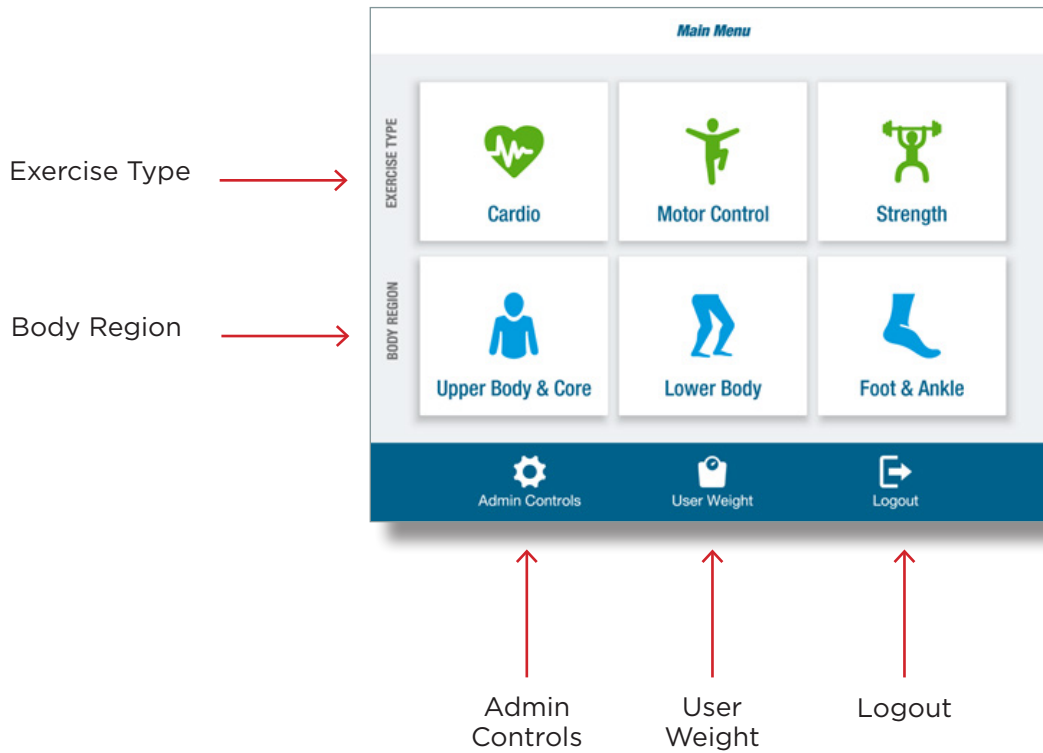 Main Menu
EXERCISE TYPE
Exercise Type
Cardio
Motor Control
Strength
BODY REGION
Body Region
Upper Body & Core
Lower Body
Foot & Ankle
Admin Controls
User Weight
Logout
Admin
Controls
User
Weight
Logout